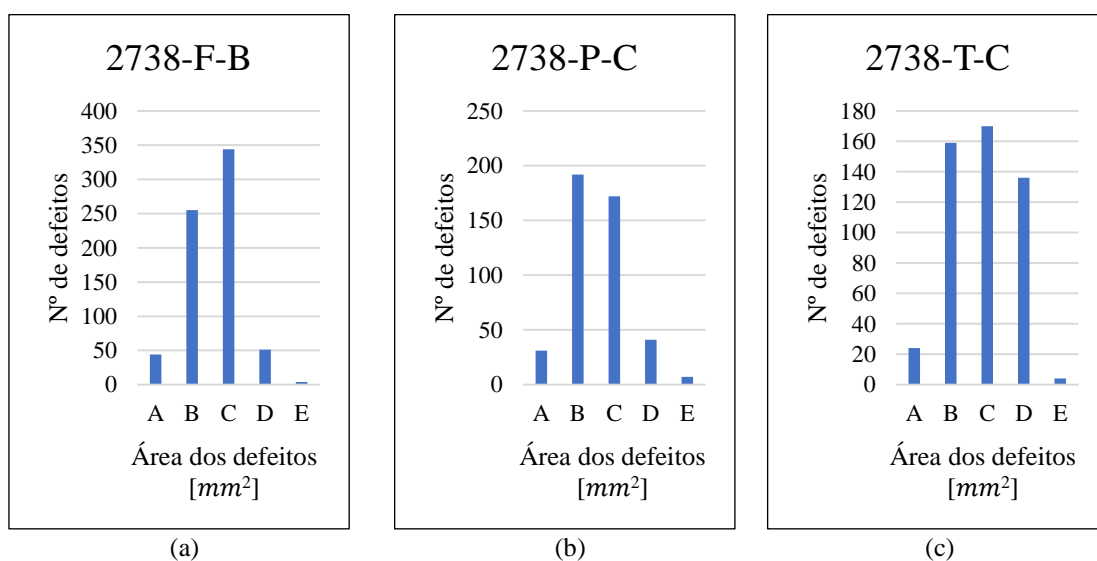 2738-F-B
400
350
300
250
200
150
100
50
0
Nº de defeitos
A B C D E
Área dos defeitos
[mm²]
(a)
2738-P-C
250
200
150
100
50
0
Nº de defeitos
A B C D E
Área dos defeitos
[mm²]
(b)
2738-T-C
180
160
140
120
100
80
60
40
20
0
Nº de defeitos
A B C D E
Área dos defeitos
[mm²]
(c)